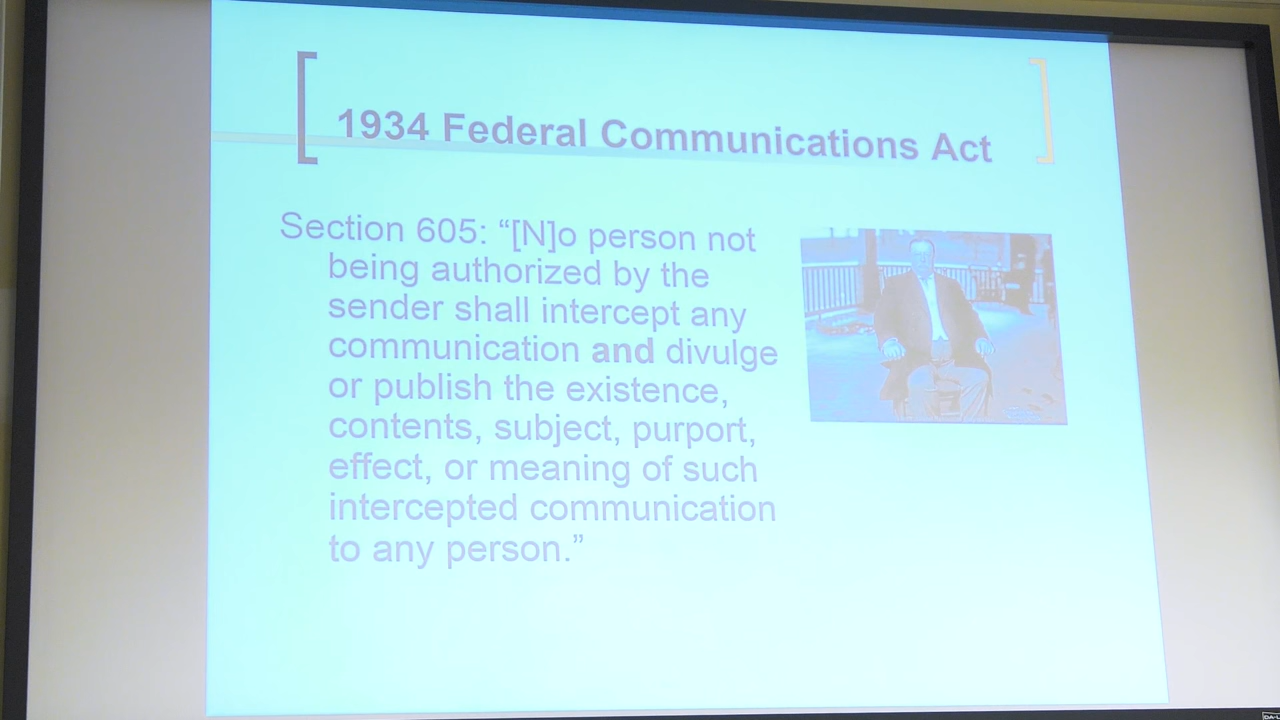 1934 Federal Communications Act
Section 605: “[N]o person not
being authorized by the
sender shall intercept any
communication and divulge
or publish the existence,
contents, subject, purport,
effect, or meaning of such
intercepted communication
to any person.”